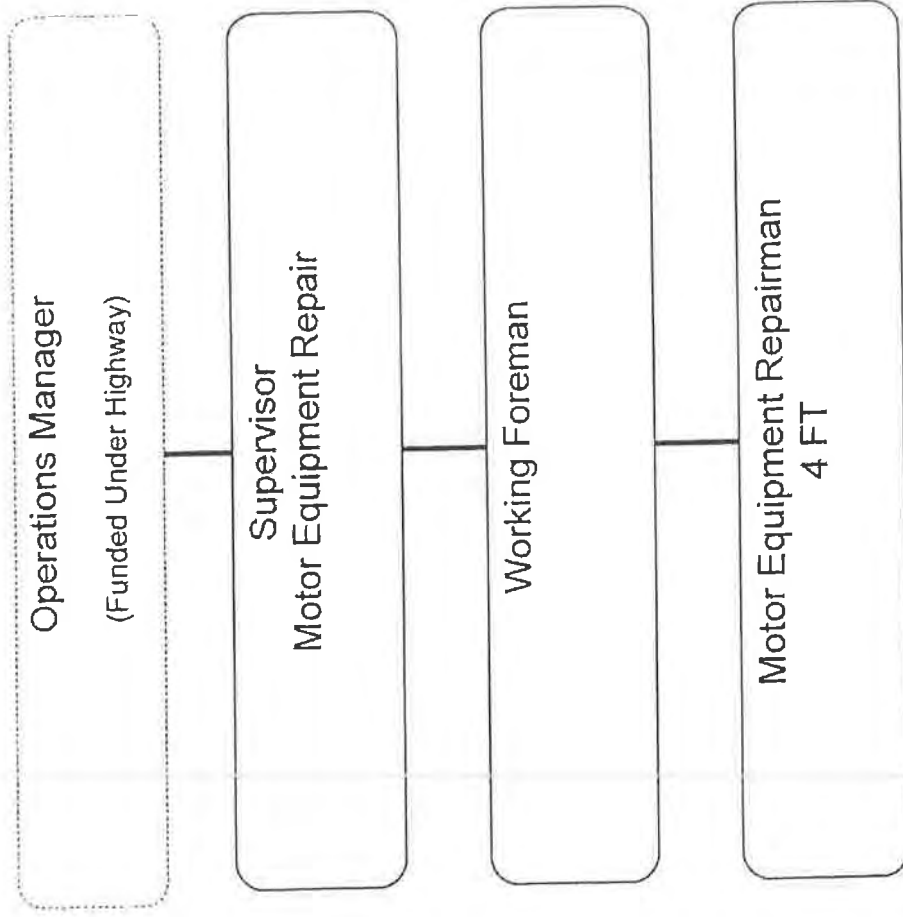 Operations Manager
(Funded Under Highway)
Supervisor
Motor Equipment Repair
Working Foreman
Motor Equipment Repairman
4 FT